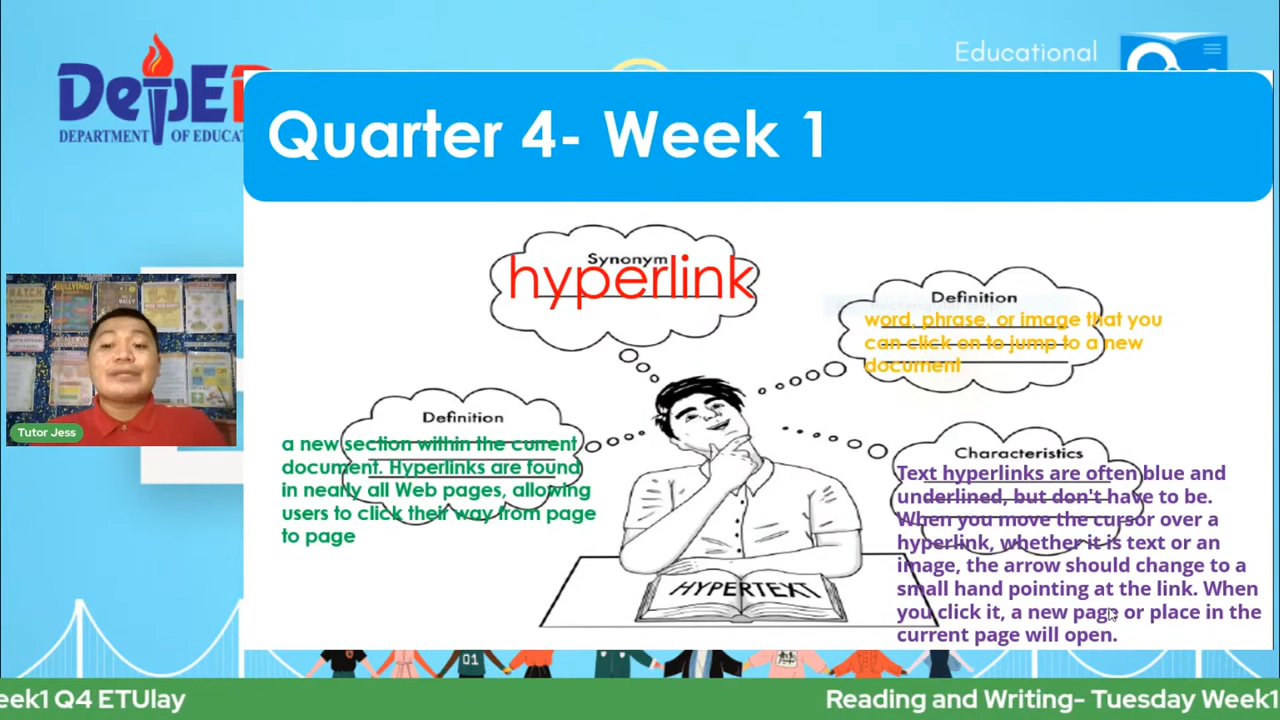 DepE
DEPARTMENT OF EDUCAT
Educational
Quarter 4- Week 1
Synonym
hyperlink
Definition
word, phrase, or image that you
can click on to jump to a new
document
Definition
a new section within the current
document. Hyperlinks are found
in nearly all Web pages, allowing
users to click their way from page
to page
Characteristics
Text hyperlinks are often blue and
underlined, but don't have to be.
When you move the cursor over a
hyperlink, whether it is text or an
image, the arrow should change to a
small hand pointing at the link. When
you click it, a new page or place in the
current page will open.
HYPERTEXT
Tutor Jess
BULLYING!
01
eek1 Q4 ETUlay
Reading and Writing- Tuesday Week1